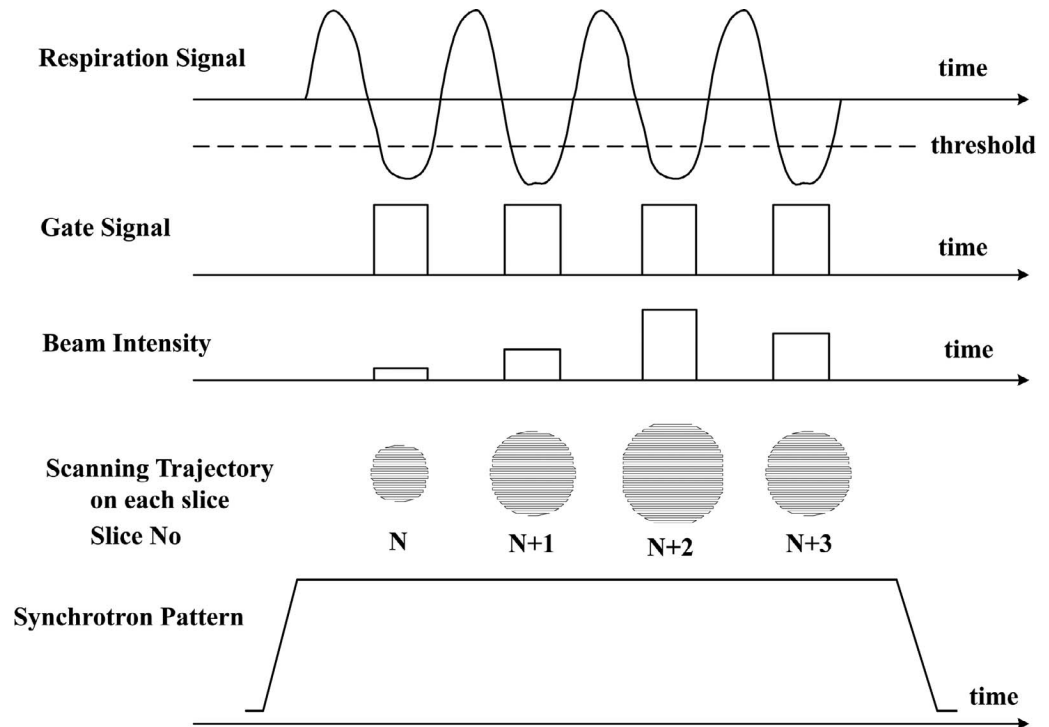 Respiration Signal
time
threshold
Gate Signal
time
Beam Intensity
time
Scanning Trajectory
on each slice
Slice No
N
N+1
N+2
N+3
Synchrotron Pattern
time